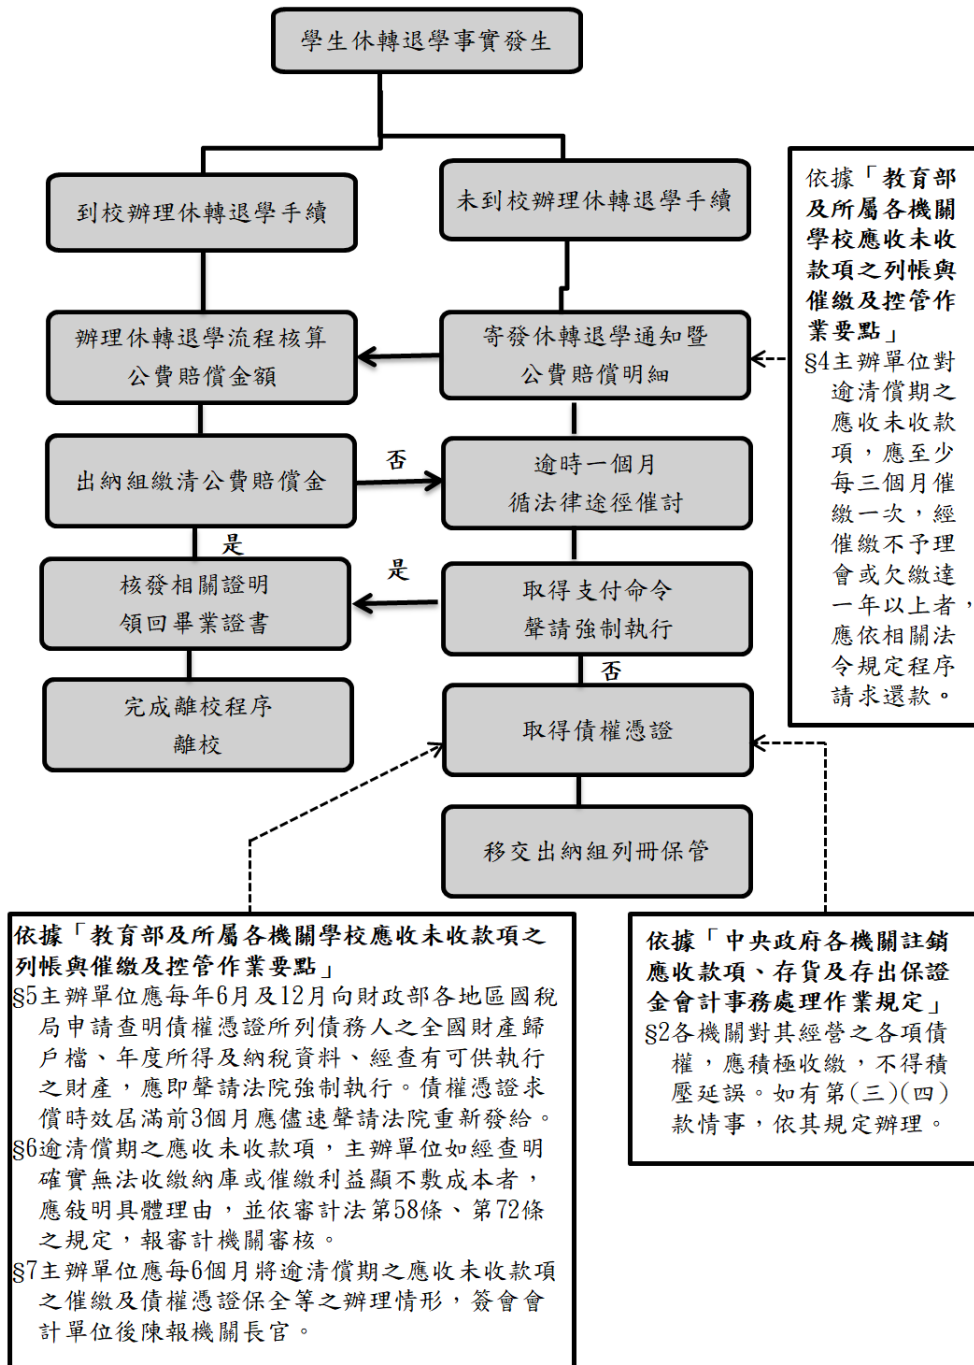 學生休轉退學事實發生
到校辦理休轉退學手續
未到校辦理休轉退學手續
辦理休轉退學流程核算
公費賠償金額
寄發休轉退學通知暨
公費賠償明細
出納組繳清公費賠償金
否
逾時一個月
循法律途徑催討
是
核發相關證明
領回畢業證書
是
取得支付命令
聲請強制執行
否
完成離校程序
離校
取得債權憑證
移交出納組列冊保管
依據「教育部
及所屬各機關
學校應收未收
款項之列帳與
催繳及控管作
業要點」
§4主辦單位對
逾清償期之
應收未收款
項，應至少
每三個月催
繳一次，經
催繳不予理
會或欠繳達
一年以上者，
應依相關法
令規定程序
請求還款。
依據「教育部及所屬各機關學校應收未收款項之
列帳與催繳及控管作業要點」
§5主辦單位應每年6月及12月向財政部各地區國稅
局申請查明債權憑證所列債務人之全國財產歸
戶檔、年度所得及納稅資料、經查有可供執行
之財產，應即聲請法院強制執行。債權憑證求
償時效屆滿前3個月應儘速聲請法院重新發給。
§6逾清償期之應收未收款項，主辦單位如經查明
確實無法收繳納庫或催繳利益顯不敷成本者，
應敘明具體理由，並依審計法第58條、第72條
之規定，報審計機關審核。
§7主辦單位應每6個月將逾清償期之應收未收款項
之催繳及債權憑證保全等之辦理情形，簽會會
計單位後陳報機關長官。
依據「中央政府各機關註銷
應收款項、存貨及存出保證
金會計事務處理作業規定」
§2各機關對其經營之各項債
權，應積極收繳，不得積
壓延誤。如有第(三)(四)
款情事，依其規定辦理。